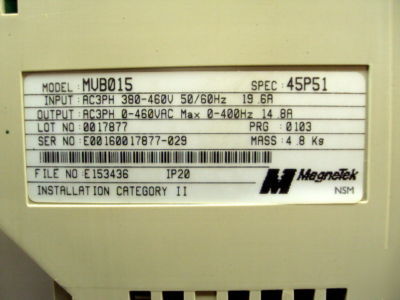 MODEL: MVB015 SPEC: 45P51
INPUT: AC3PH 380-460V 50/60Hz 19.6A
OUTPUT: AC3PH 0-460VAC Max 0-400Hz 14.8A
LOT NO: 0017877 PRG : 0103
SER NO: E00160017877-029 MASS: 4.8 Kg
FILE NO E153436 IP20
INSTALLATION CATEGORY II
MagneTek
NSM